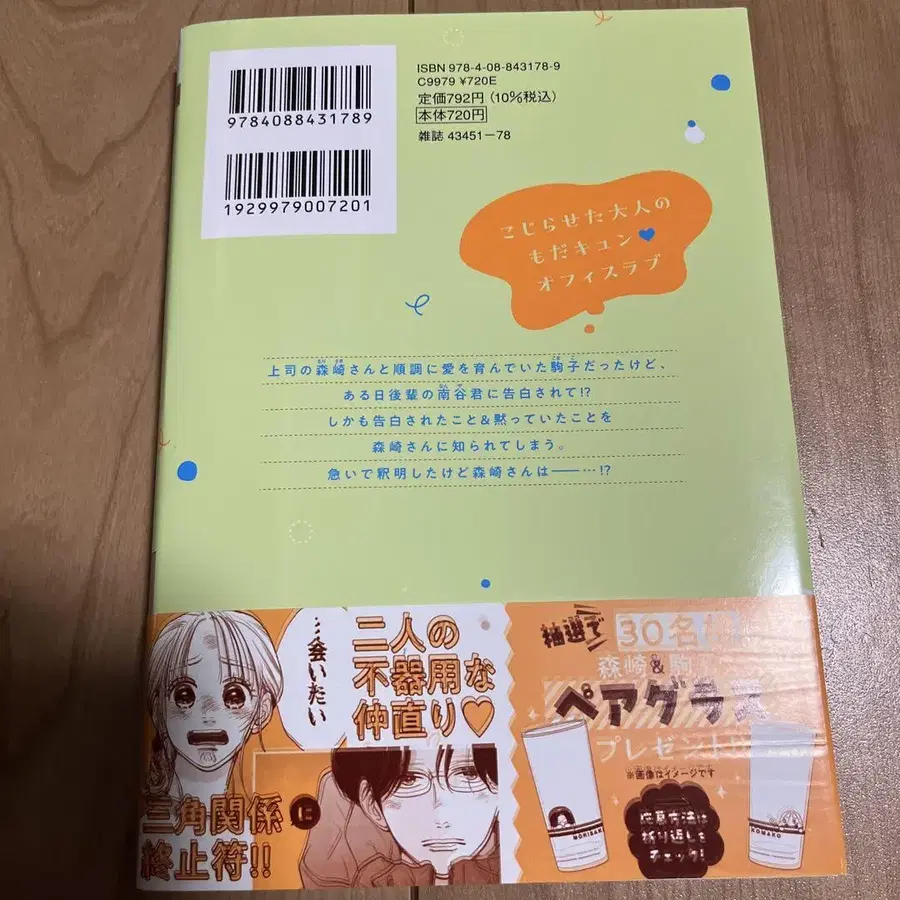 ISBN 978-4-08-843178-9
C9979 ¥720E
定価792円(10%税込)
本体720円
雑誌 43451-78
9784088431789
1929979007201
こじらせた大人の
もだキュン♥
オフィスラブ
上司の森崎さんと順調に愛を育んでいた駒子だったけど、
ある日後輩の南谷君に告白されて!?
しかも告白されたこと&黙っていたことを
森崎さんに知られてしまう。
急いで釈明したけど森崎さんは——…!?
…会いたい
二人の
不器用な
仲直り♡
三角関係に
終止符!!
抽選で
30名様
森崎&駒
ペアグラス
プレゼント!!
※画像はイメージです
MORISAKI
KOMAKO
応募方法は
折り返しを
チェック!